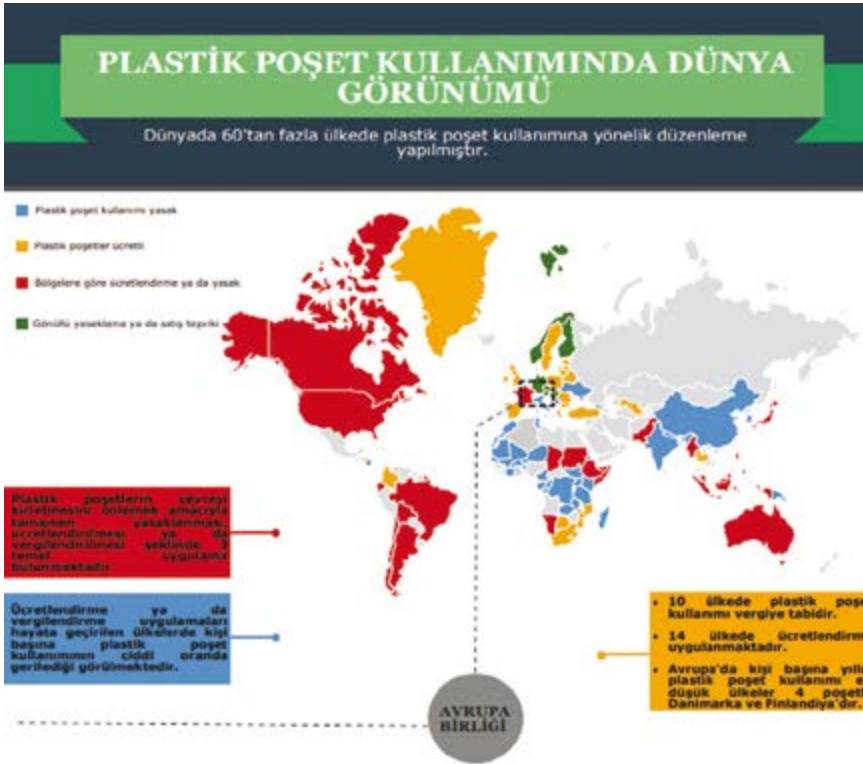 PLASTİK POŞET KULLANIMINDA DÜNYA
GÖRÜNÜMÜ
Dünyada 60'tan fazla ülkede plastik poşet kullanımına yönelik düzenleme
yapılmıştır.
Plastik poşet kullanımı yasak
Plastik poşetler ücretli
Bölgelere göre ücretlendirme ya da yasak
Gönüllü yasaklama ya da satış teşviki
Plastik poşetlerin çevreyi
kirletmesini önlemek amacıyla
tamamen yasaklanması,
ücretlendirilmesi ya da
vergilendirilmesi şeklinde 3
temel uygulama
bulunmaktadır.
Ücretlendirme ya da
vergilendirme uygulamaları
hayata geçirilen ülkelerde kişi
başına plastik poşet
kullanımının ciddi oranda
gerilediği görülmektedir.
• 10 ülkede plastik poşe
kullanımı vergiye tabidir.
• 14 ülkede ücretlendirm
uygulanmaktadır.
• Avrupa'da kişi başına yıllı
plastik poşet kullanımı e
düşük ülkeler 4 poşetl
Danimarka ve Finlandiya'dır.
AVRUPA
BİRLİĞİ